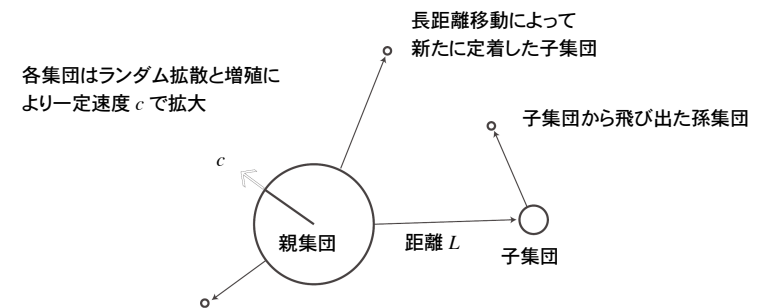 長距離移動によって
新たに定着した子集団
各集団はランダム拡散と増殖に
より一定速度 c で拡大
子集団から飛び出た孫集団
c
親集団
距離 L
子集団